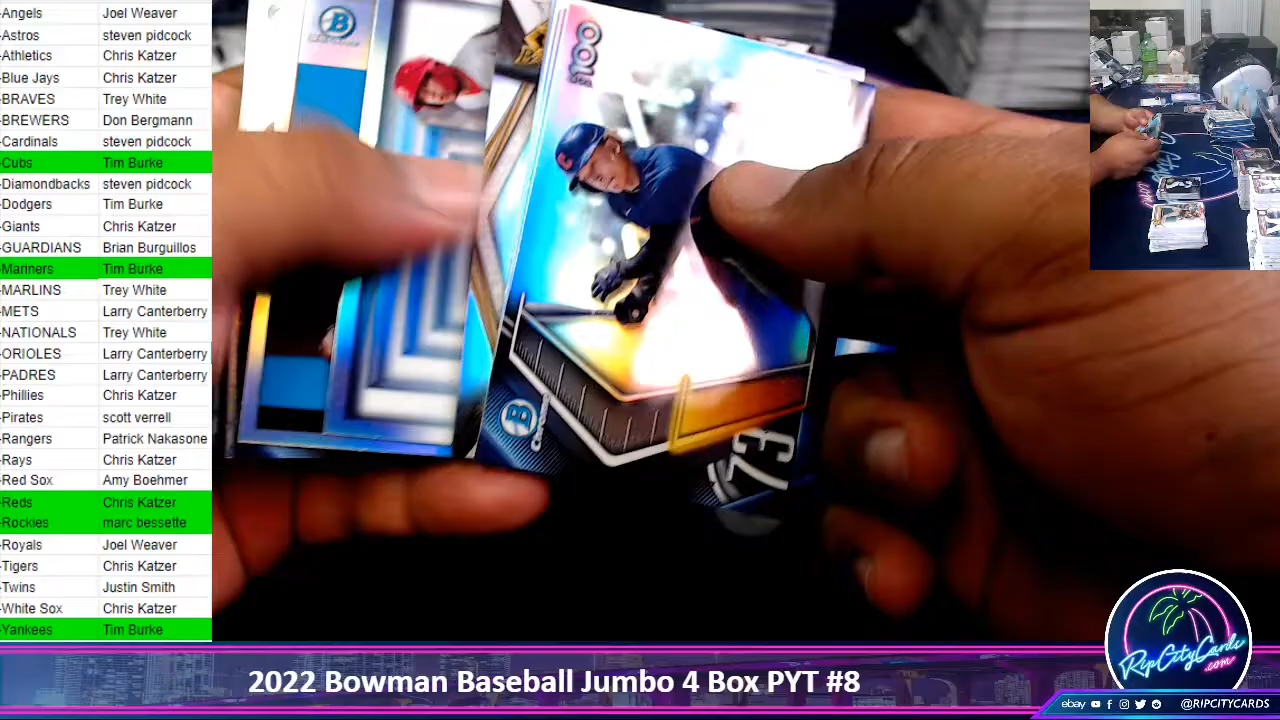 -Angels Joel Weaver
-Astros steven pidcock
-Athletics Chris Katzer
-Blue Jays Chris Katzer
-BRAVES Trey White
-BREWERS Don Bergmann
-Cardinals steven pidcock
-Cubs Tim Burke
-Diamondbacks steven pidcock
-Dodgers Tim Burke
-Giants Chris Katzer
-GUARDIANS Brian Burguillos
-Mariners Tim Burke
-MARLINS Trey White
-METS Larry Canterberry
-NATIONALS Trey White
-ORIOLES Larry Canterberry
-PADRES Larry Canterberry
-Phillies Chris Katzer
-Pirates scott verrell
-Rangers Patrick Nakasone
-Rays Chris Katzer
-Red Sox Amy Boehmer
-Reds Chris Katzer
-Rockies marc bessette
-Royals Joel Weaver
-Tigers Chris Katzer
-Twins Justin Smith
-White Sox Chris Katzer
-Yankees Tim Burke
B
100
C
B
73
2022 Bowman Baseball Jumbo 4 Box PYT #8
RipCityCards
.com
ebay @RIPCITYCARDS